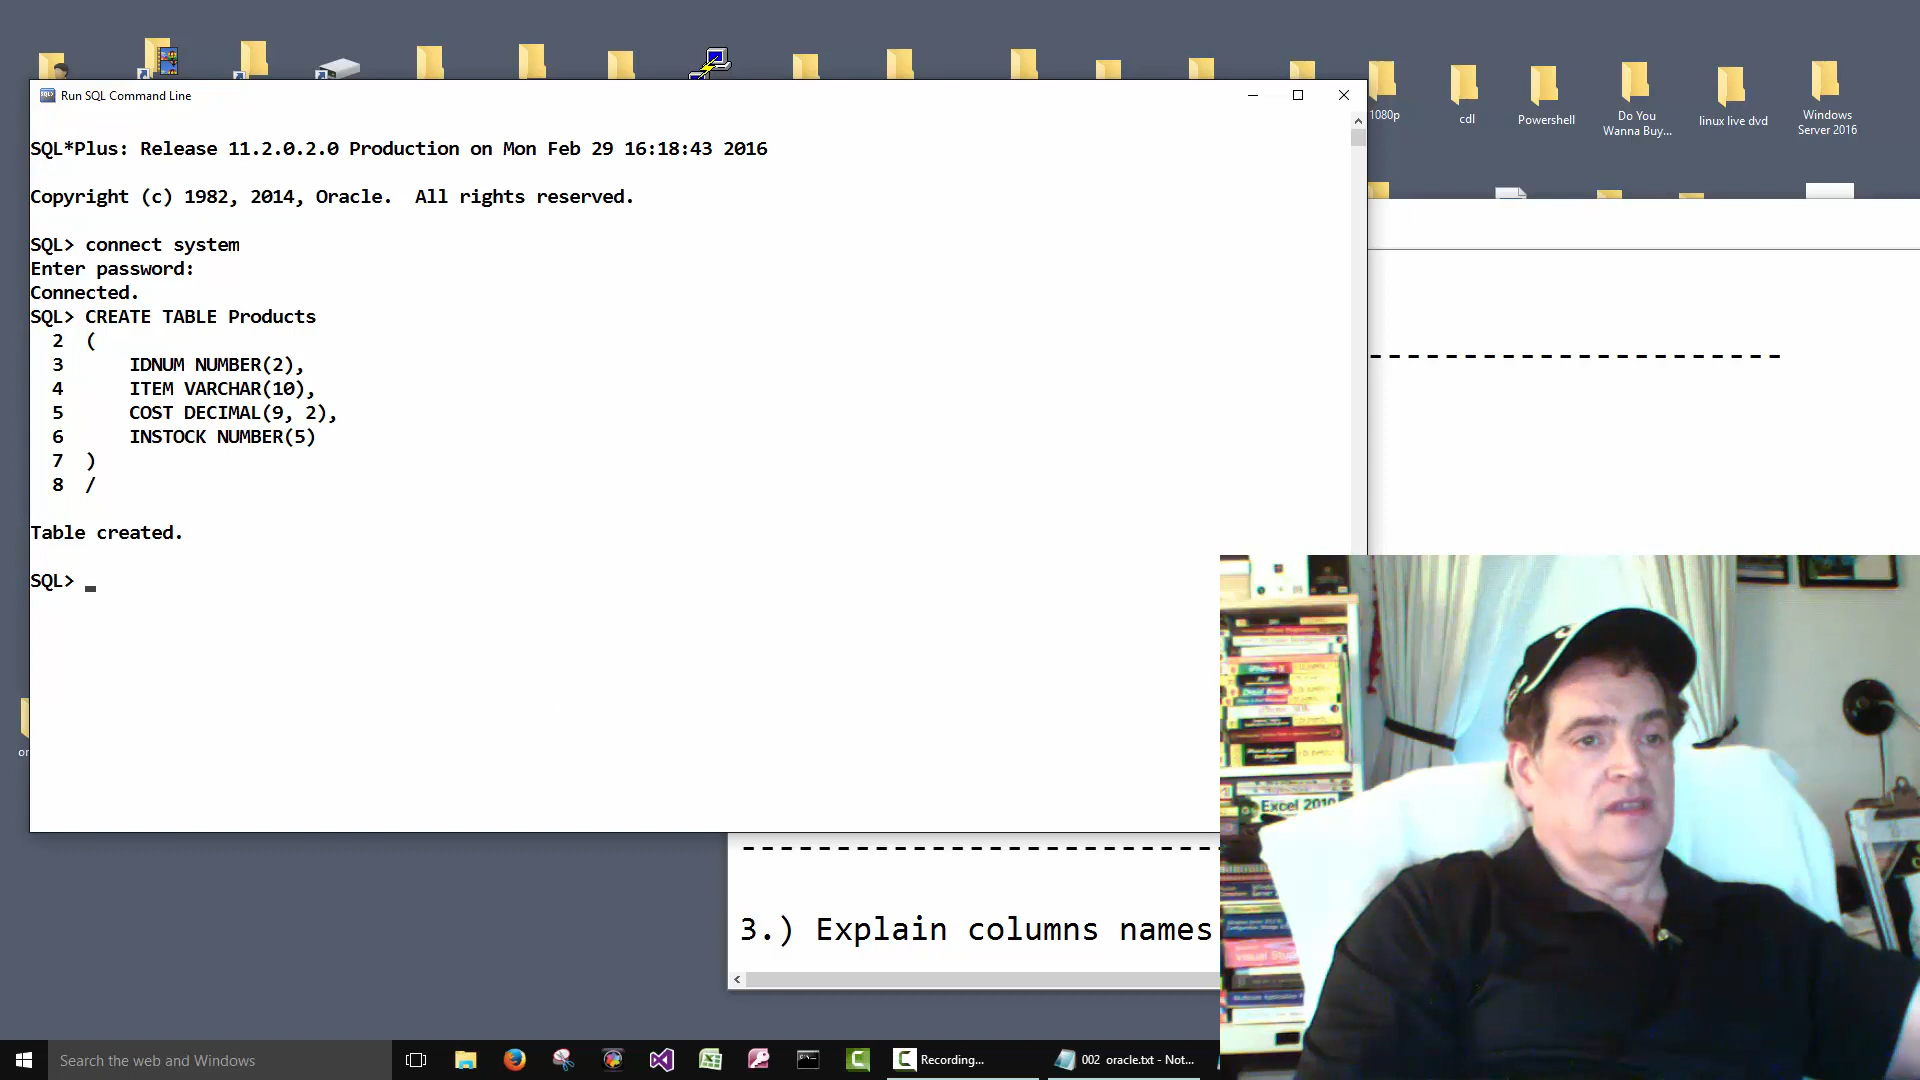 Run SQL Command Line
SQL*Plus: Release 11.2.0.2.0 Production on Mon Feb 29 16:18:43 2016
Copyright (c) 1982, 2014, Oracle.  All rights reserved.
SQL> connect system
Enter password:
Connected.
SQL> CREATE TABLE Products
2  (
3      IDNUM NUMBER(2),
4      ITEM VARCHAR(10),
5      COST DECIMAL(9, 2),
6      INSTOCK NUMBER(5)
7  )
8  /
Table created.
SQL>
1080p
cdl
Powershell
Do You
Wanna Buy...
linux live dvd
Windows
Server 2016
3.) Explain columns names
Excel 2010
Search the web and Windows
Recording...
002 oracle.txt - Not...